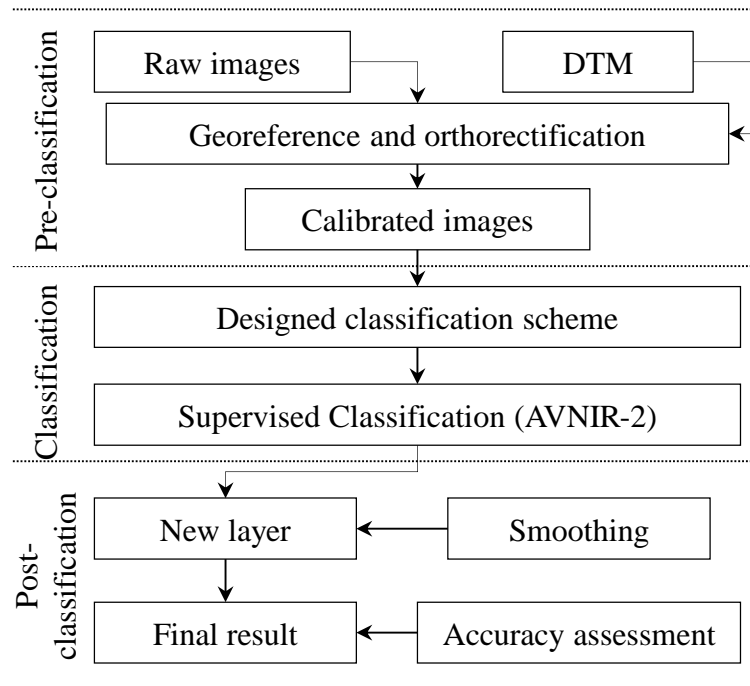 Pre-classification
Raw images
DTM
Georeference and orthorectification
Calibrated images
Classification
Designed classification scheme
Supervised Classification (AVNIR-2)
Post-
classification
New layer
Smoothing
Final result
Accuracy assessment